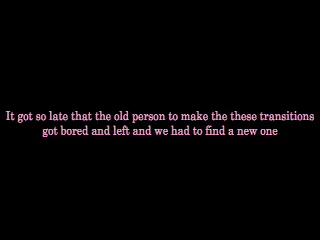 It got so late that the old person to make the these transitions
got bored and left and we had to find a new one